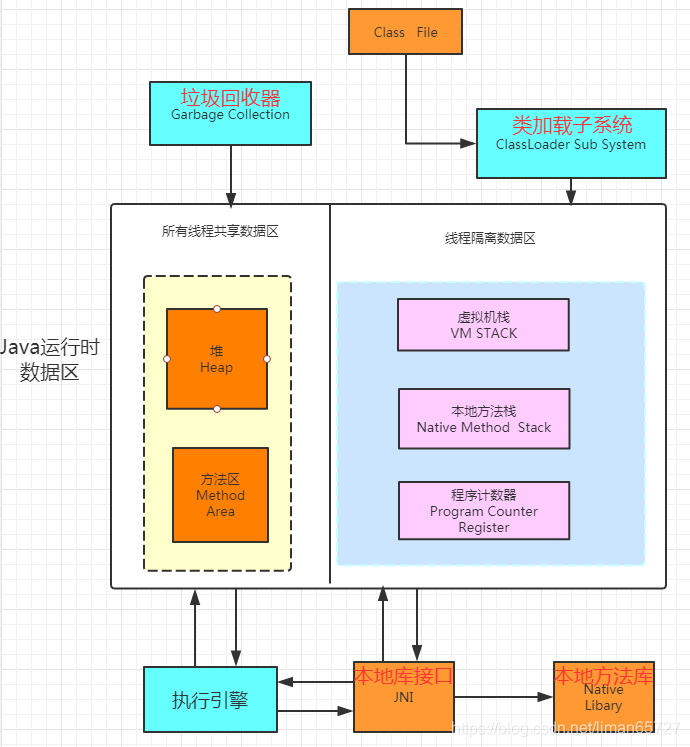 Class File
垃圾回收器
Garbage Collection
类加载子系统
ClassLoader Sub System
所有线程共享数据区
线程隔离数据区
Java运行时
数据区
堆
Heap
方法区
Method
Area
虚拟机栈
VM STACK
本地方法栈
Native Method Stack
程序计数器
Program Counter
Register
执行引擎
本地库接口
JNI
本地方法库
Native
Libary
https://blog.csdn.net/liman65727